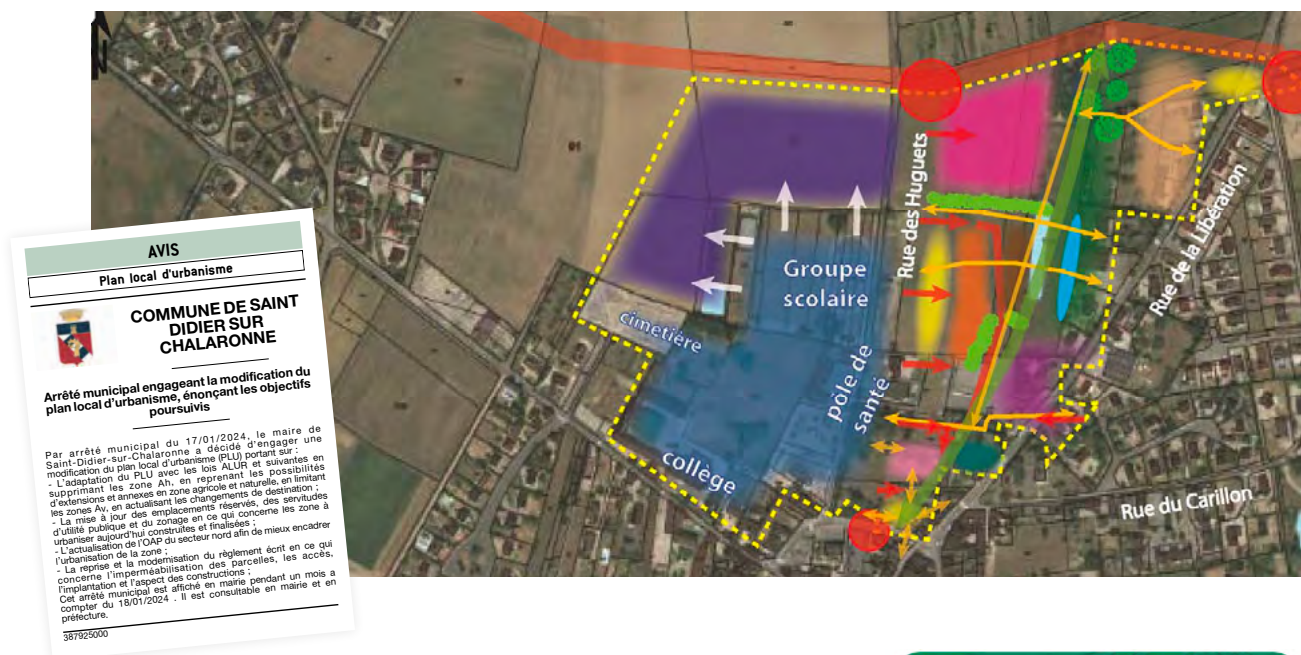 N
AVIS
Plan local d'urbanisme
COMMUNE DE SAINT
DIDIER SUR
CHALARONNE
Arrêté municipal engageant la modification du
plan local d'urbanisme, énonçant les objectifs
poursuivis
Par arrêté municipal du 17/01/2024, le maire de
Saint-Didier-sur-Chalaronne a décidé d'engager une
modification du plan local d'urbanisme (PLU) portant sur :
- L'adaptation du PLU avec les lois ALUR et suivantes en
supprimant les zone Ah, en reprenant les possibilités
d'extensions et annexes en zone agricole et naturelle, en limitant
les zones Av, en actualisant les changements de destination ;
- La mise à jour des emplacements réservés, des servitudes
d'utilité publique et du zonage en ce qui concerne les zone à
urbaniser aujourd'hui construites et finalisées ;
- L'actualisation de l'OAP du secteur nord afin de mieux encadrer
l'urbanisation de la zone ;
- La reprise et la modernisation du règlement écrit en ce qui
concerne l'imperméabilisation des parcelles, les accès,
l'implantation et l'aspect des constructions ;
Cet arrêté municipal est affiché en mairie pendant un mois a
compter du 18/01/2024 . Il est consultable en mairie et en
préfecture.
387925000
Groupe
scolaire
cimetière
collège
pôle de
santé
Rue des Huguets
Rue de la Libération
Rue du Carillon